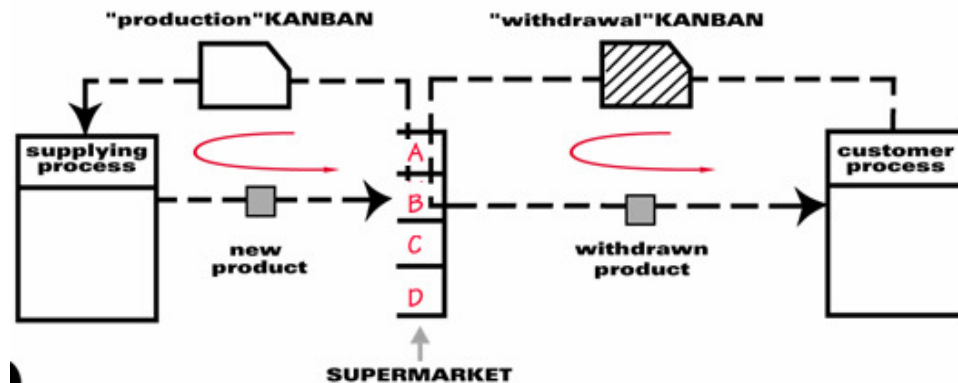 "production"KANBAN
"withdrawal"KANBAN
supplying
process
A
B
C
D
customer
process
new
product
withdrawn
product
SUPERMARKET